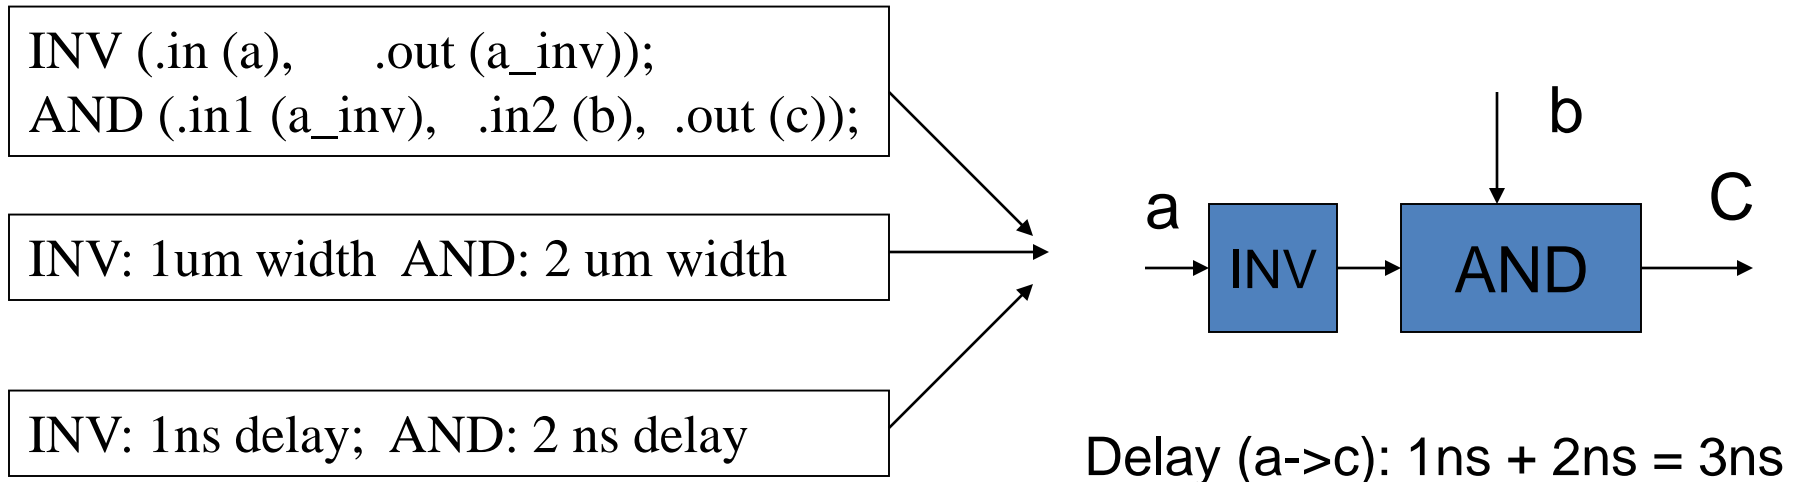 INV (.in (a), .out (a_inv));
AND (.in1 (a_inv), .in2 (b), .out (c));
INV: 1um width AND: 2 um width
INV: 1ns delay; AND: 2 ns delay
b
a
C
INV
AND
Delay (a->c): 1ns + 2ns = 3ns